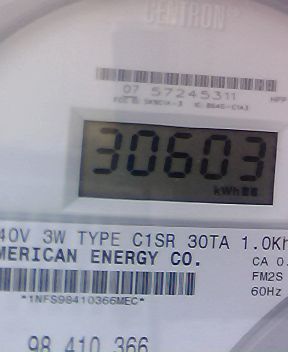 CENTRON
07 57245311
30603
kWh
40V 3W TYPE C1SR 30TA 1.0Kh
MERICAN ENERGY CO.
CA 0.
FM2S
*1NFS98410366MEC*
60Hz
98 410 366